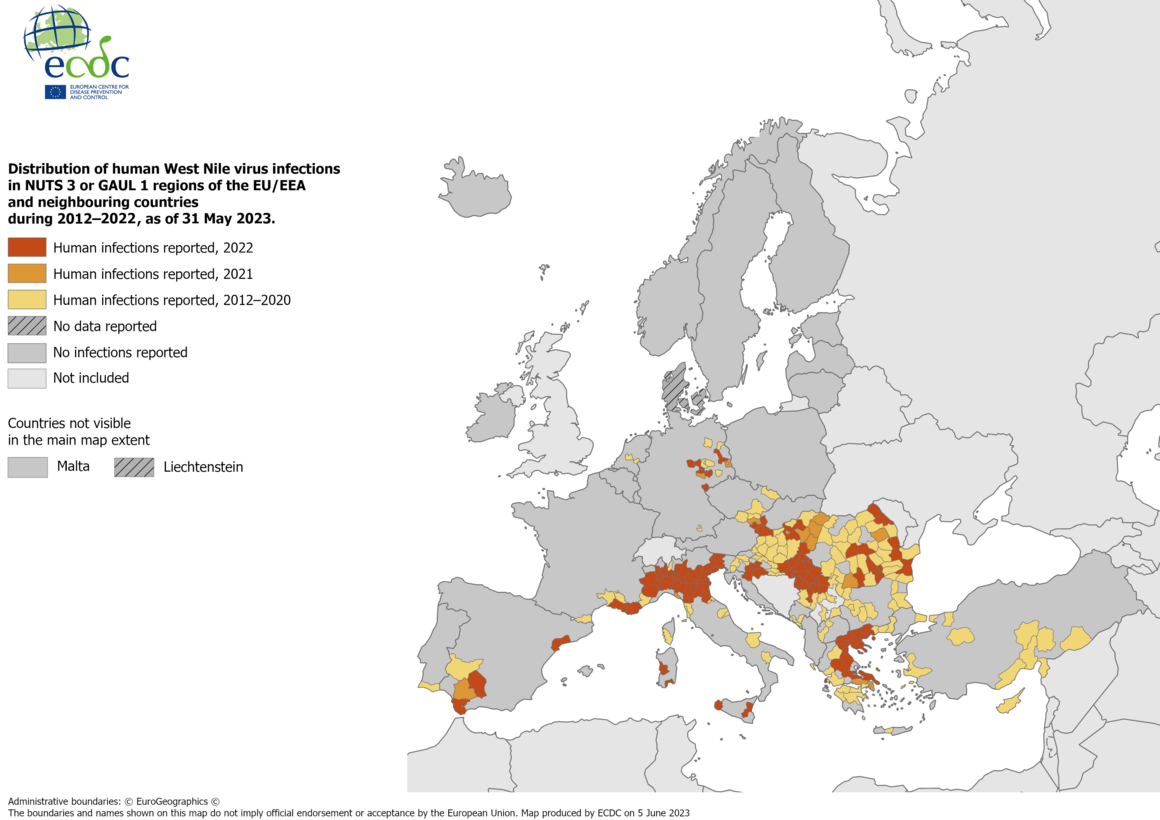 ecdc
EUROPEAN CENTRE FOR
DISEASE PREVENTION
AND CONTROL
Distribution of human West Nile virus infections
in NUTS 3 or GAUL 1 regions of the EU/EEA
and neighbouring countries
during 2012–2022, as of 31 May 2023.
Human infections reported, 2022
Human infections reported, 2021
Human infections reported, 2012–2020
No data reported
No infections reported
Not included
Countries not visible
in the main map extent
Malta
Liechtenstein
Administrative boundaries: © EuroGeographics ©
The boundaries and names shown on this map do not imply official endorsement or acceptance by the European Union. Map produced by ECDC on 5 June 2023